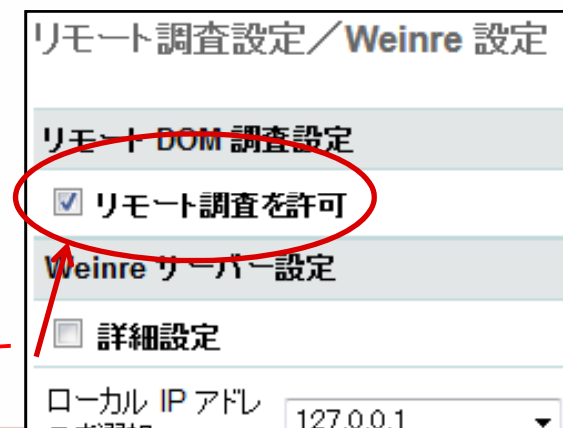 リモート調査設定／Weinre 設定
リモート DOM 調査設定
リモート調査を許可
Weinre サーバー設定
詳細設定
ローカル IP アドレ
127.0.0.1